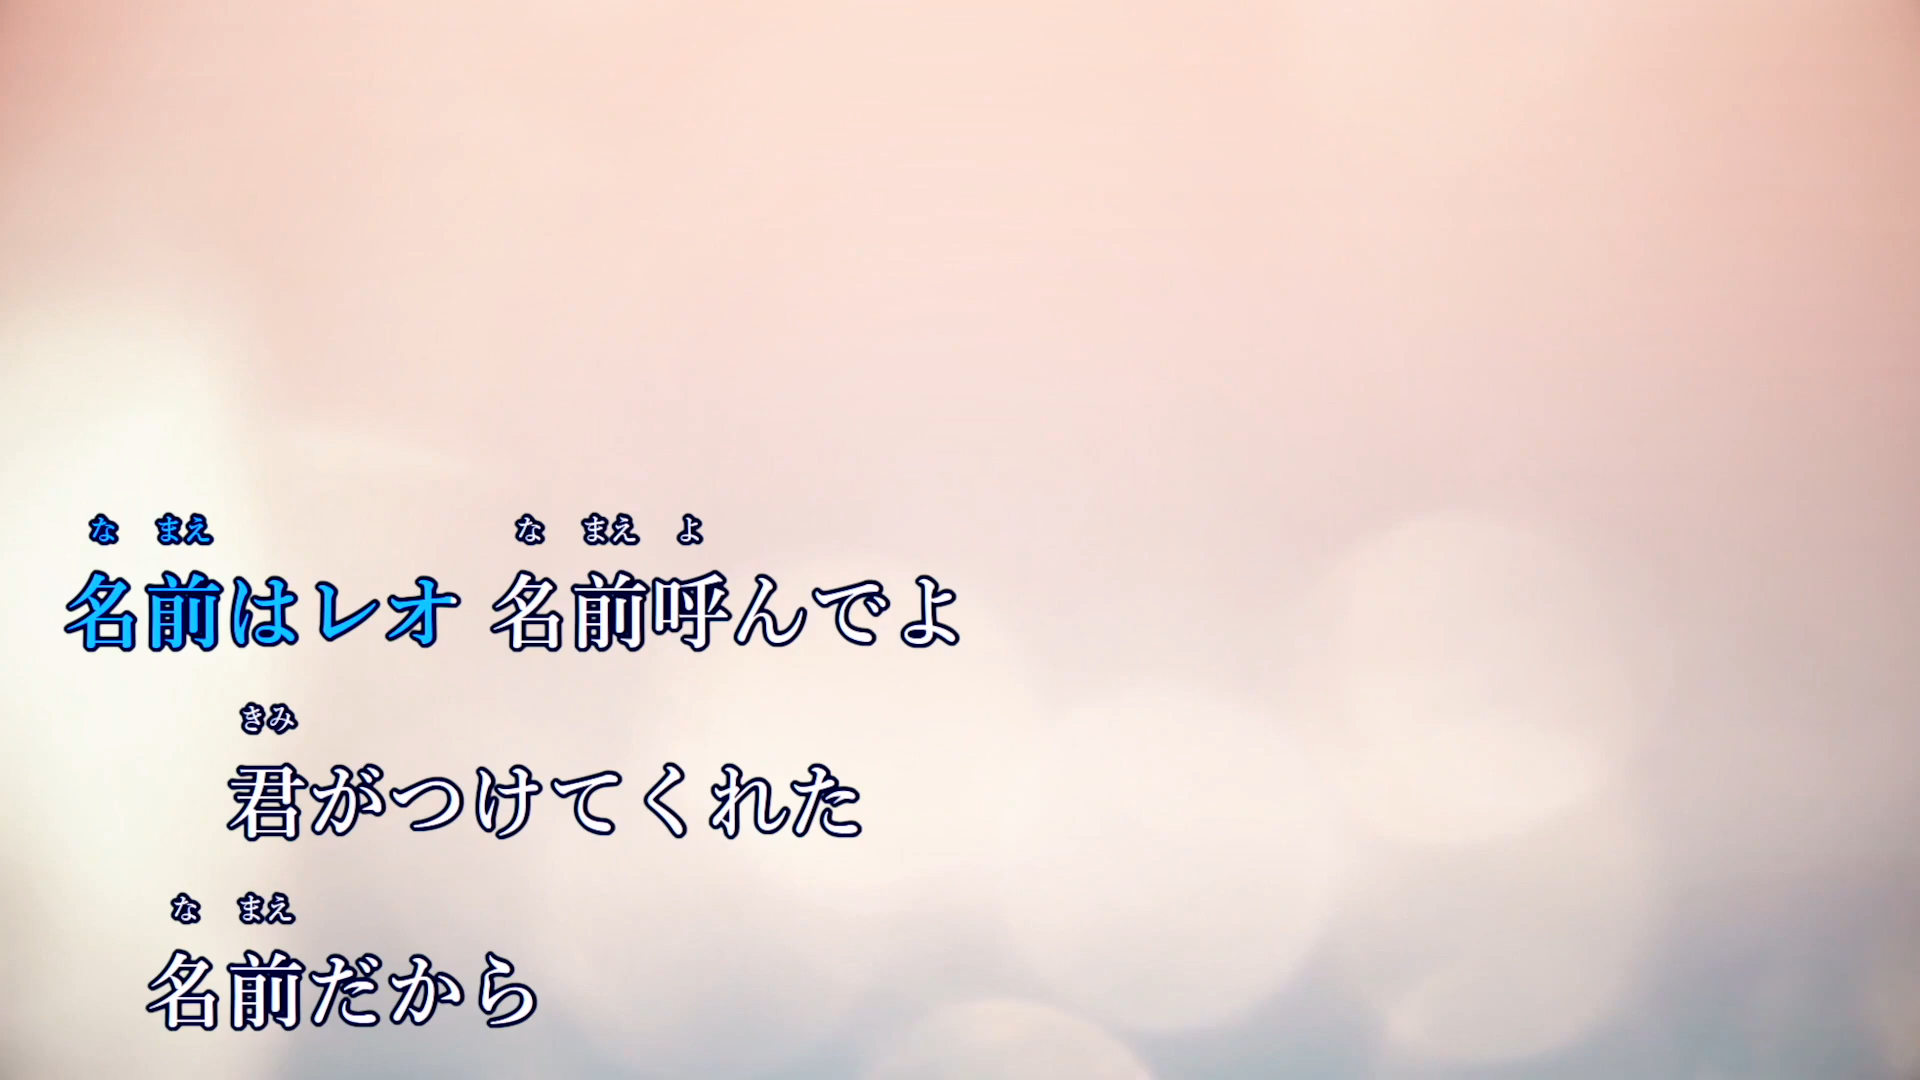 な まえ な まえ よ
名前はレオ 名前呼んでよ
きみ
君がつけてくれた
な まえ
名前だから